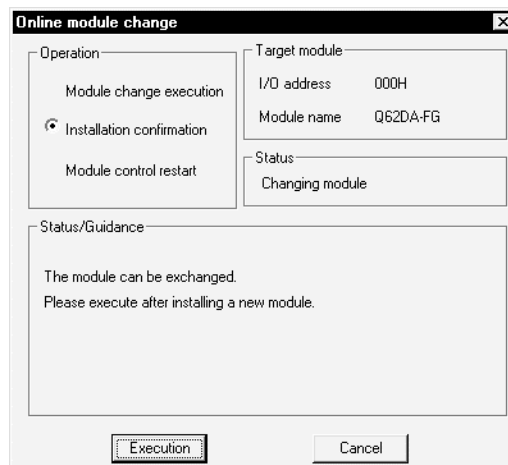 Online module change
Operation
Module change execution
Installation confirmation
Module control restart
Target module
I/O address 000H
Module name Q62DA-FG
Status
Changing module
Status/Guidance
The module can be exchanged.
Please execute after installing a new module.
Execution Cancel